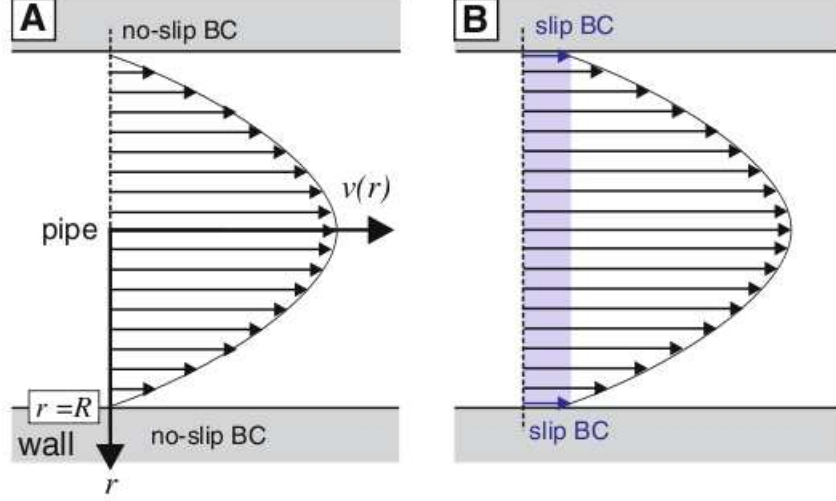 A
no-slip BC
v(r)
pipe
r =R
wall
no-slip BC
r
B
slip BC
slip BC